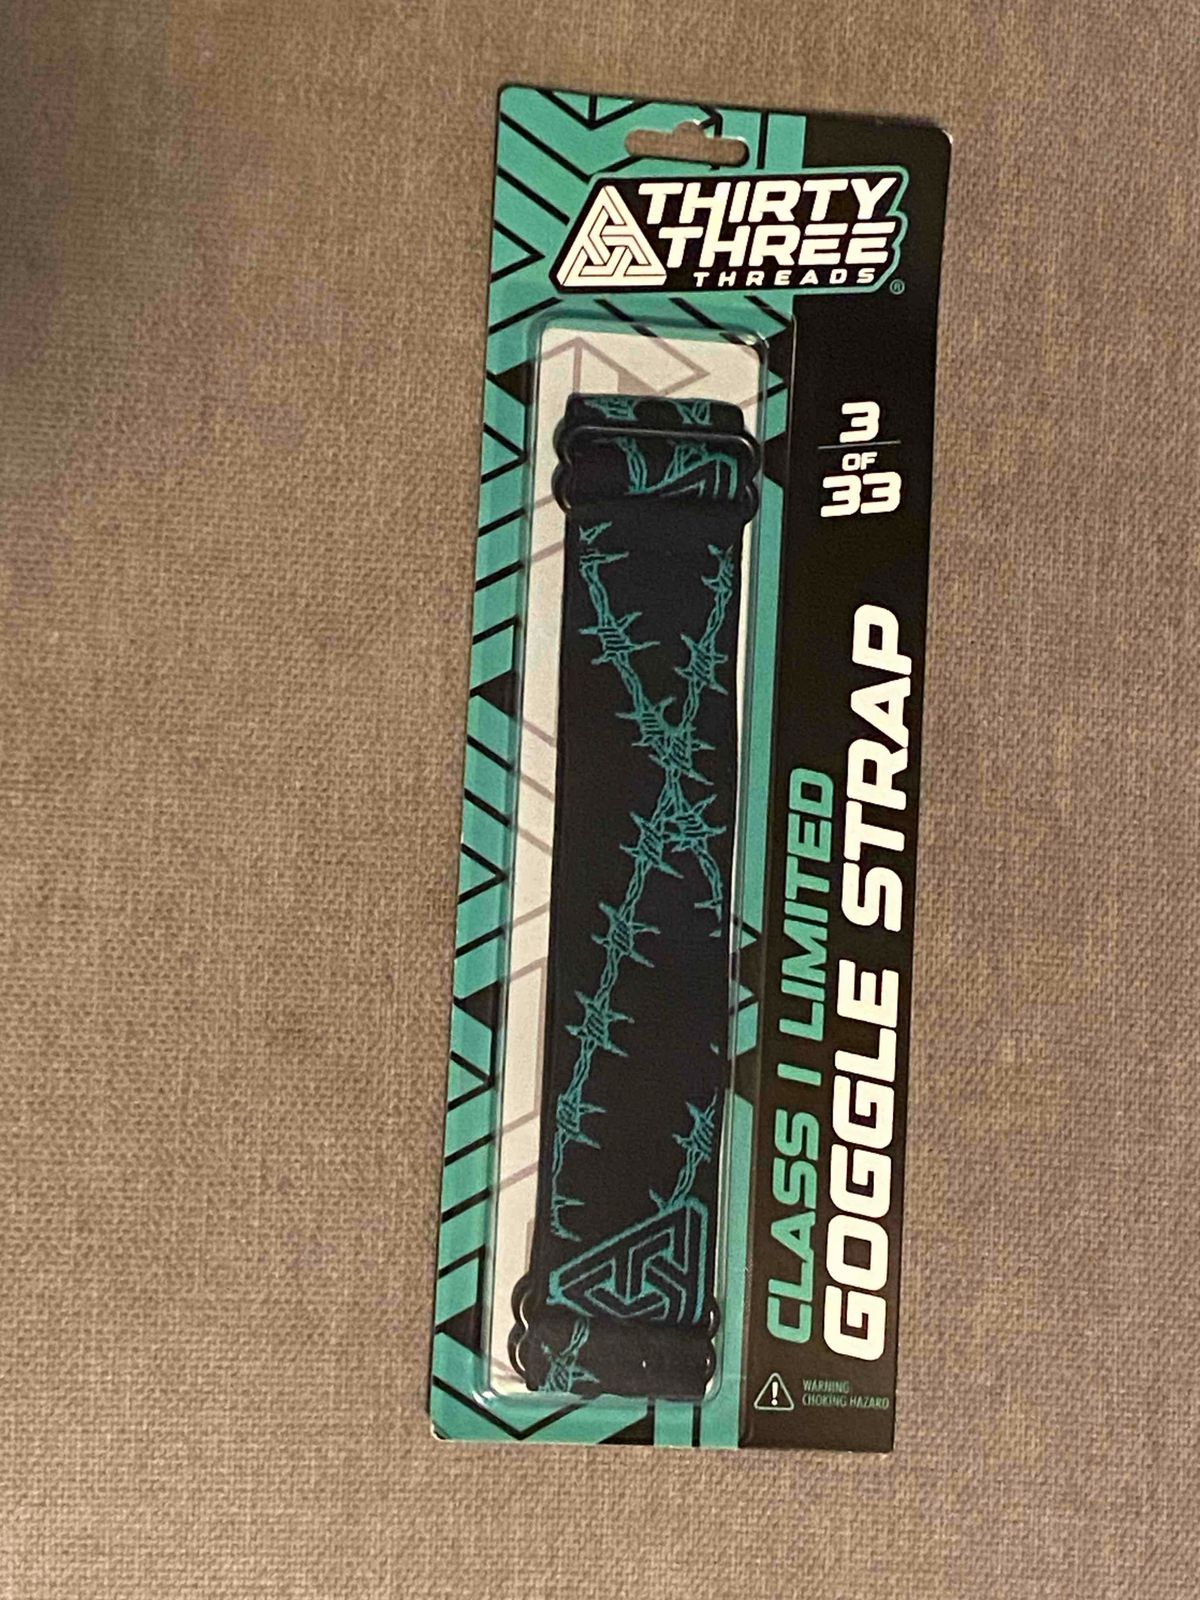 THIRTY
THREE
THREADS
®
3
OF
33
CLASS I LIMITED
GOGGLE STRAP
WARNING
CHOKING HAZARD